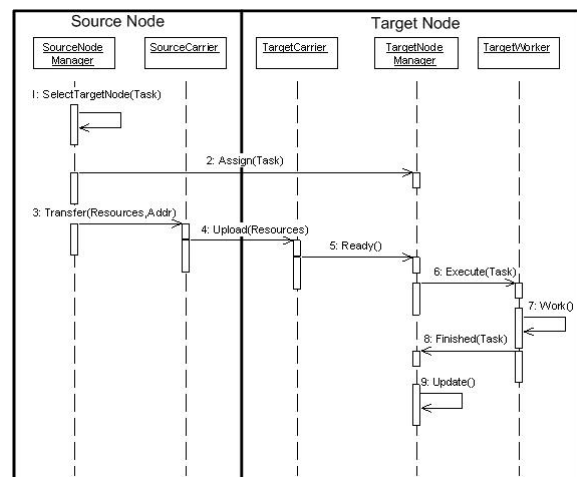 Source Node
Target Node
SourceNode
Manager
SourceCarrier
TargetCarrier
TargetNode
Manager
TargetWorker
1: SelectTargetNode(Task)
2: Assign(Task)
3: Transfer(Resources,Addr)
4: Upload(Resources)
5: Ready()
6: Execute(Task)
7: Work()
8: Finished(Task)
9: Update()